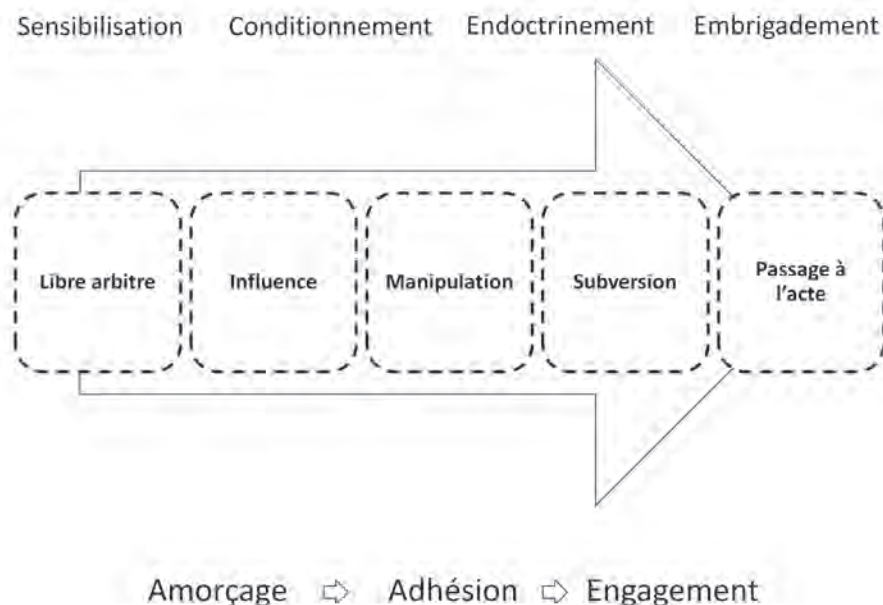 Sensibilisation Conditionnement Endoctrinement Embrigadement
Libre arbitre Influence Manipulation Subversion Passage à
l'acte
Amorçage ⇨ Adhésion ⇨ Engagement